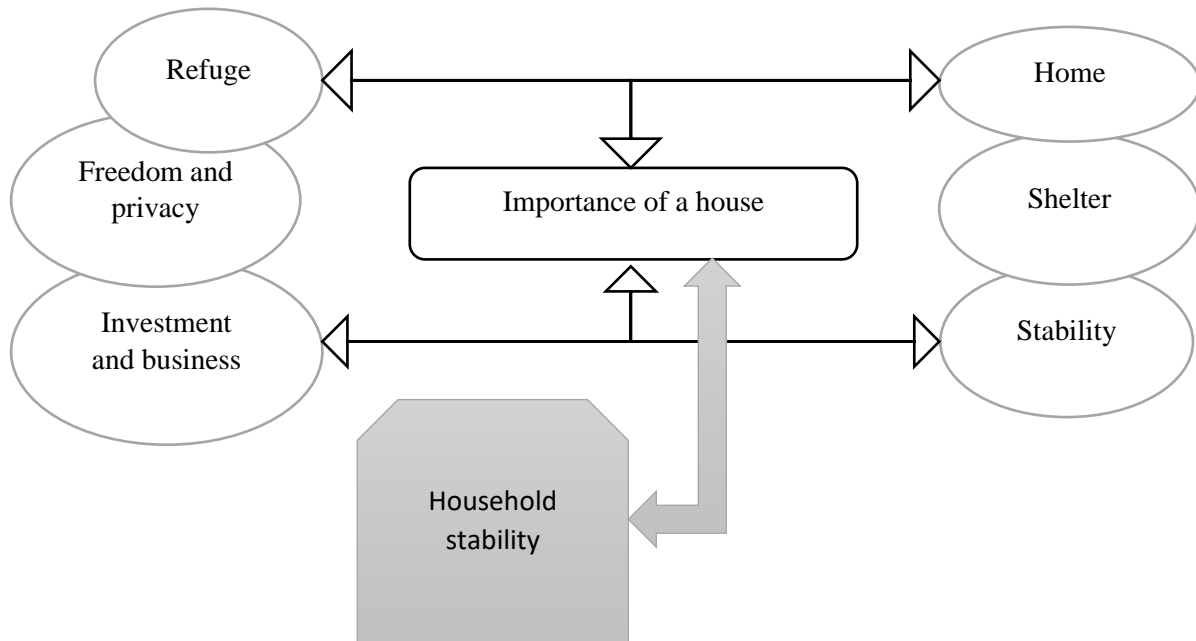 Refuge
Home
Freedom and
privacy
Importance of a house
Shelter
Investment
and business
Stability
Household
stability